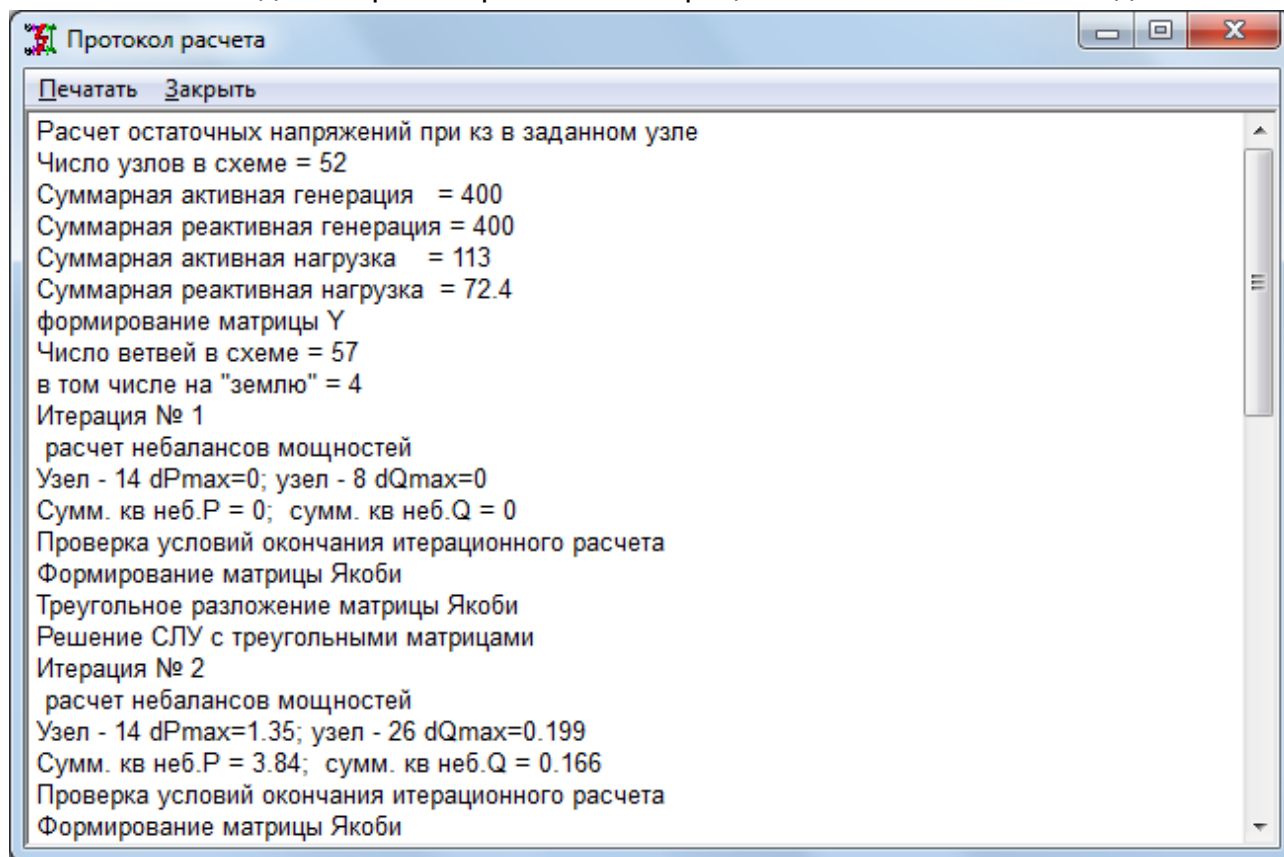 Протокол расчета
Печатать Закрыть
Расчет остаточных напряжений при кз в заданном узле
Число узлов в схеме = 52
Суммарная активная генерация = 400
Суммарная реактивная генерация = 400
Суммарная активная нагрузка = 113
Суммарная реактивная нагрузка = 72.4
формирование матрицы Y
Число ветвей в схеме = 57
в том числе на "землю" = 4
Итерация № 1
расчет небалансов мощностей
Узел - 14 dPmax=0; узел - 8 dQmax=0
Сумм. кв неб.P = 0; сумм. кв неб.Q = 0
Проверка условий окончания итерационного расчета
Формирование матрицы Якоби
Треугольное разложение матрицы Якоби
Решение СЛУ с треугольными матрицами
Итерация № 2
расчет небалансов мощностей
Узел - 14 dPmax=1.35; узел - 26 dQmax=0.199
Сумм. кв неб.P = 3.84; сумм. кв неб.Q = 0.166
Проверка условий окончания итерационного расчета
Формирование матрицы Якоби